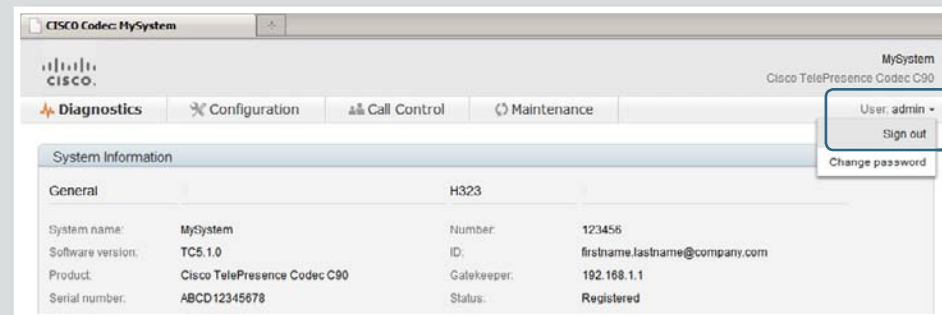 CISCO Codec: MySystem
cisco.
MySystem
Cisco TelePresence Codec C90
Diagnostics Configuration Call Control Maintenance User: admin
Sign out
Change password
System Information
General H323
System name: MySystem Number: 123456
Software version: TC5.1.0 ID: firstname.lastname@company.com
Product: Cisco TelePresence Codec C90 Gatekeeper: 192.168.1.1
Serial number: ABCD12345678 Status: Registered